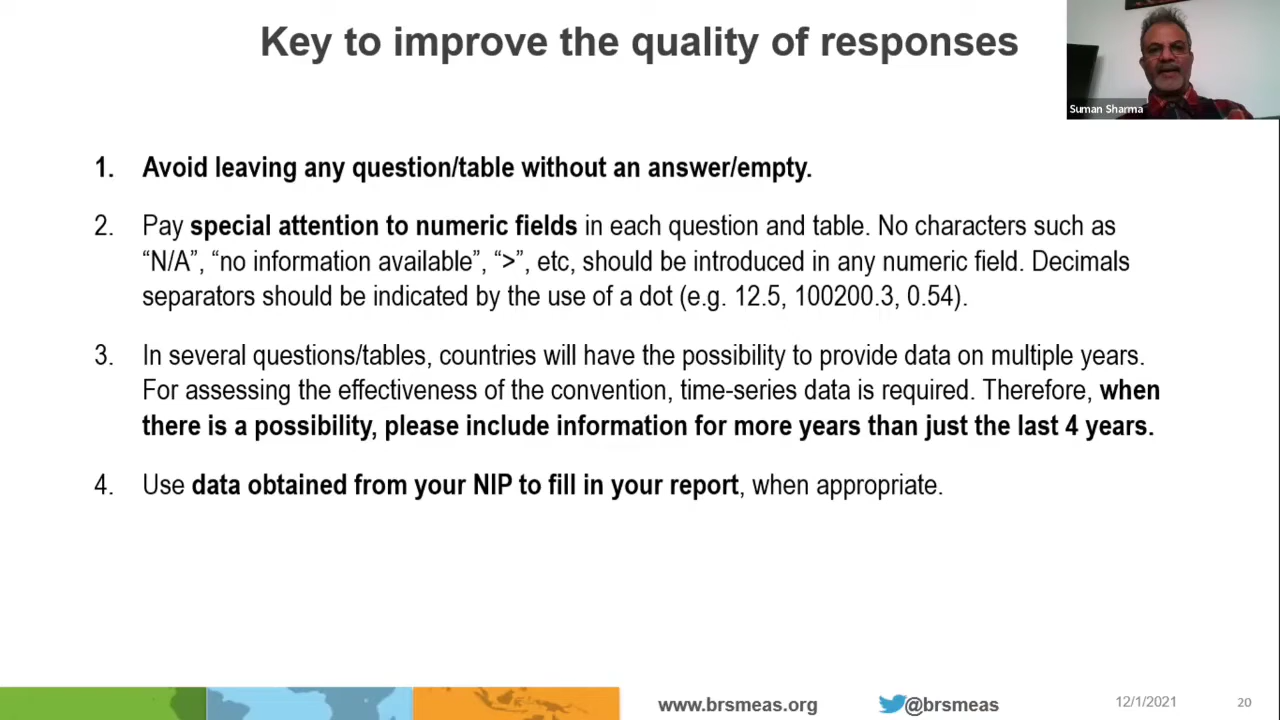 Key to improve the quality of responses
Suman Sharma
1. Avoid leaving any question/table without an answer/empty.
2. Pay special attention to numeric fields in each question and table. No characters such as
“N/A”, “no information available”, “>”, etc, should be introduced in any numeric field. Decimals
separators should be indicated by the use of a dot (e.g. 12.5, 100200.3, 0.54).
3. In several questions/tables, countries will have the possibility to provide data on multiple years.
For assessing the effectiveness of the convention, time-series data is required. Therefore, when
there is a possibility, please include information for more years than just the last 4 years.
4. Use data obtained from your NIP to fill in your report, when appropriate.
www.brsmeas.org @brsmeas 12/1/2021 20